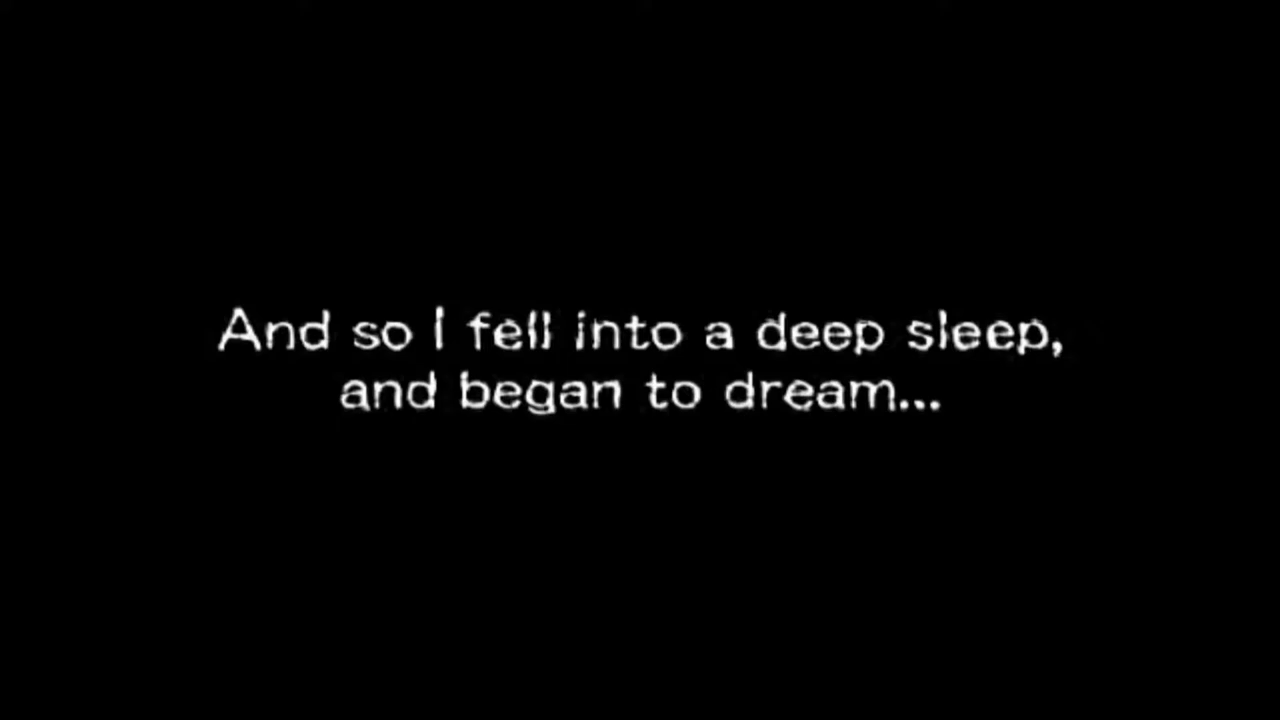 And so I fell into a deep sleep,
and began to dream...